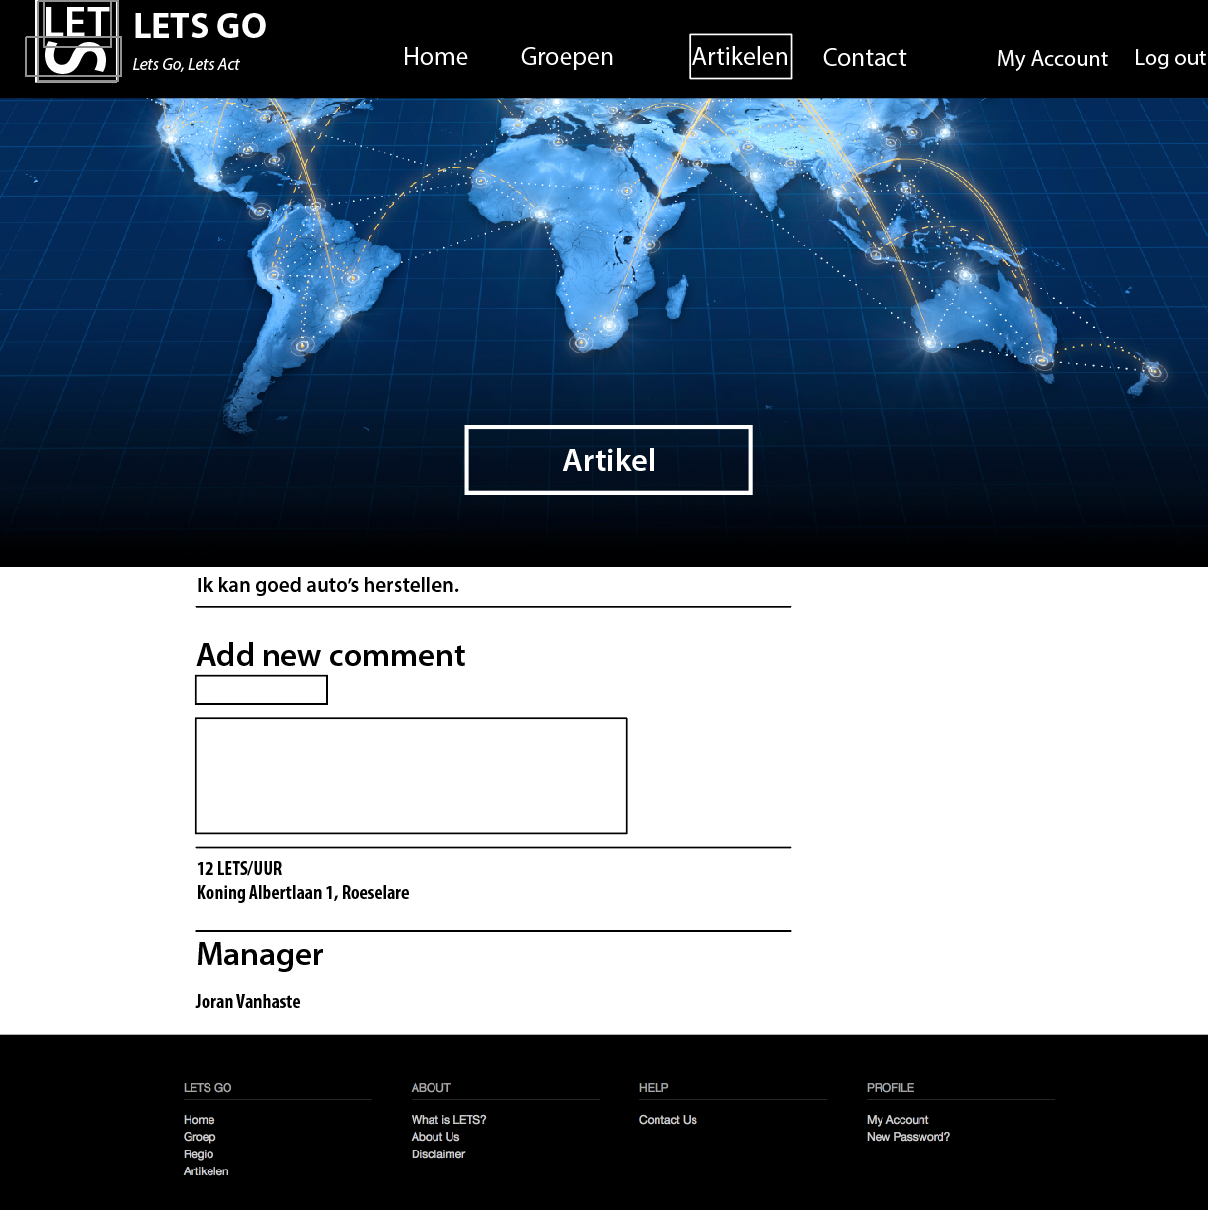 LETS
LETS GO
Lets Go, Lets Act
Home
Groepen
Artikelen
Contact
My Account
Log out
Artikel
Ik kan goed auto’s herstellen.
Add new comment
12 LETS/UUR
Koning Albertlaan 1, Roeselare
Manager
Joran Vanhaste
LETS GO
Home
Groep
Regio
Artikelen
ABOUT
What is LETS?
About Us
Disclaimer
HELP
Contact Us
PROFILE
My Account
New Password?